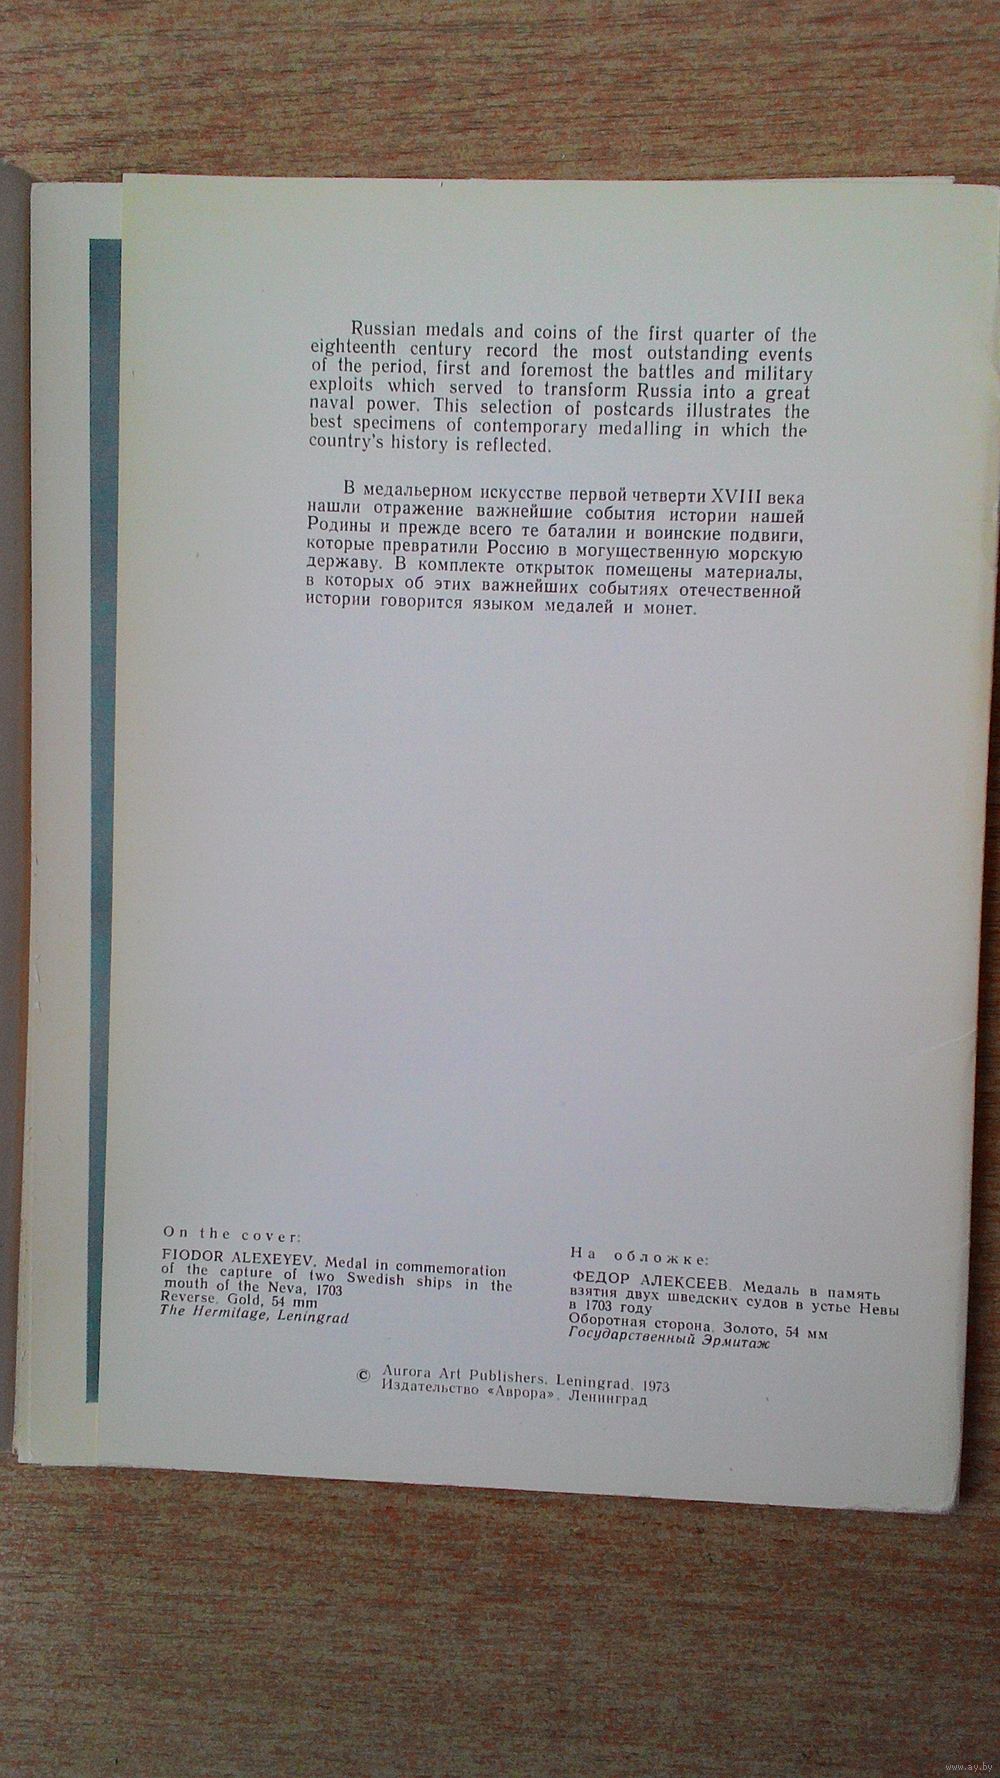 Russian medals and coins of the first quarter of the
eighteenth century record the most outstanding events
of the period, first and foremost the battles and military
exploits which served to transform Russia into a great
naval power. This selection of postcards illustrates the
best specimens of contemporary medalling in which the
country's history is reflected.
В медальерном искусстве первой четверти XVIII века
нашли отражение важнейшие события истории нашей
Родины и прежде всего те баталии и воинские подвиги,
которые превратили Россию в могущественную морскую
державу. В комплекте открыток помещены материалы,
в которых об этих важнейших событиях отечественной
истории говорится языком медалей и монет.
On the cover:
FIODOR ALEXEYEV. Medal in commemoration
of the capture of two Swedish ships in the
mouth of the Neva, 1703
Reverse. Gold, 54 mm
The Hermitage, Leningrad
На обложке:
ФЕДОР АЛЕКСЕЕВ. Медаль в память
взятия двух шведских судов в устье Невы
в 1703 году
Оборотная сторона. Золото, 54 мм
Государственный Эрмитаж
© Aurora Art Publishers. Leningrad. 1973
Издательство «Аврора». Ленинград
www.ay.by